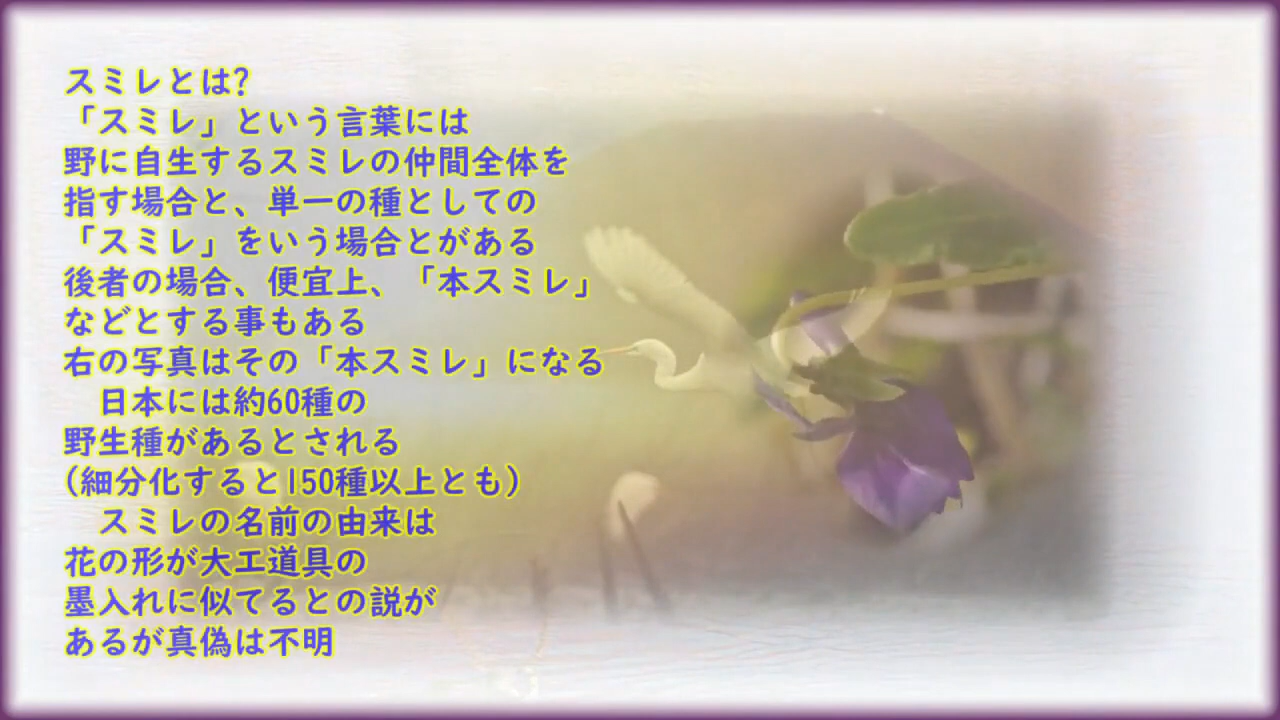 スミレとは?
「スミレ」という言葉には
野に自生するスミレの仲間全体を
指す場合と、単一の種としての
「スミレ」をいう場合とがある
後者の場合、便宜上、「本スミレ」
などとする事もある
右の写真はその「本スミレ」になる
　日本には約60種の
野生種があるとされる
(細分化すると150種以上とも)
　スミレの名前の由来は
花の形が大工道具の
墨入れに似てるとの説が
あるが真偽は不明